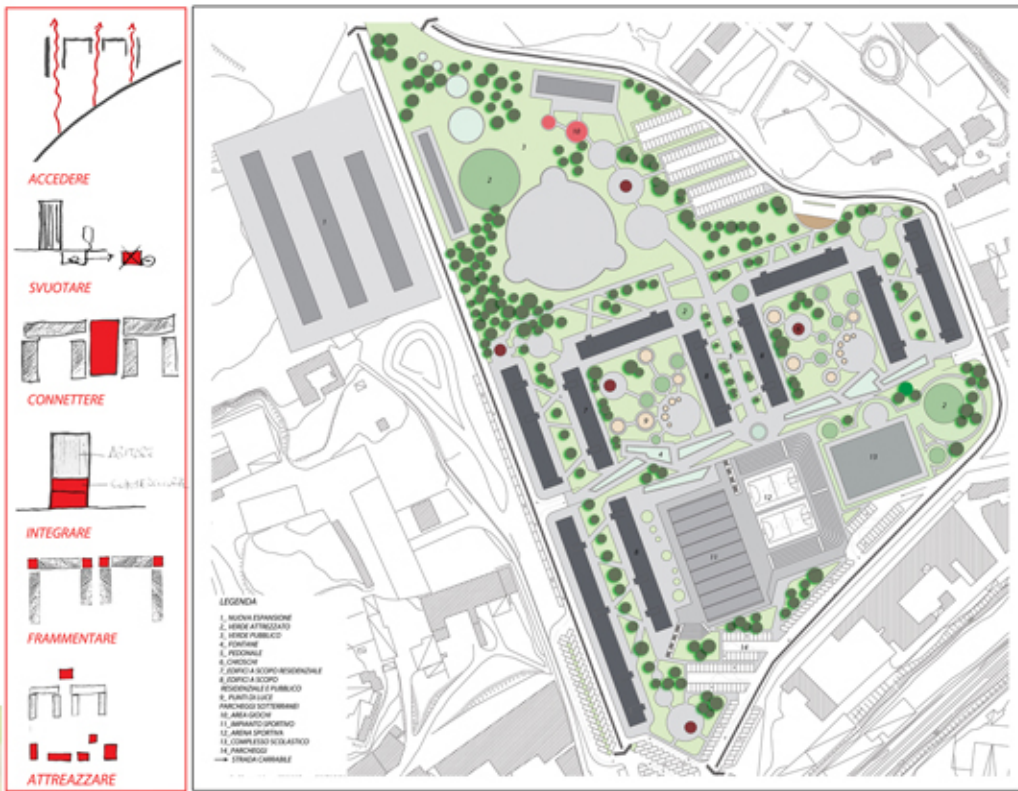 ACCEDERE
SVUOTARE
CONNETTERE
ABITARE
INTEGRARE
FRAMMENTARE
ATTREAZZARE
LEGENDA
1_ NUOVA ESPANSIONE
2_ VERDE ATTREZZATO
3_ VERDE PUBBLICO
4_ FONTANE
5_ PEDONALE
6_ CHIOSCHI
7_ EDIFICI A SCOPO RESIDENZIALE
8_ EDIFICI A SCOPO
RESIDENZIALE E PUBBLICO
9_ PUNTI DI LUCE
PARCHEGGI SOTTERRANEI
10_ AREA GIOCHI
11_ IMPIANTO SPORTIVO
12_ ARENA SPORTIVA
13_ COMPLESSO SCOLASTICO
14_ PARCHEGGI
STRADA CARRABILE